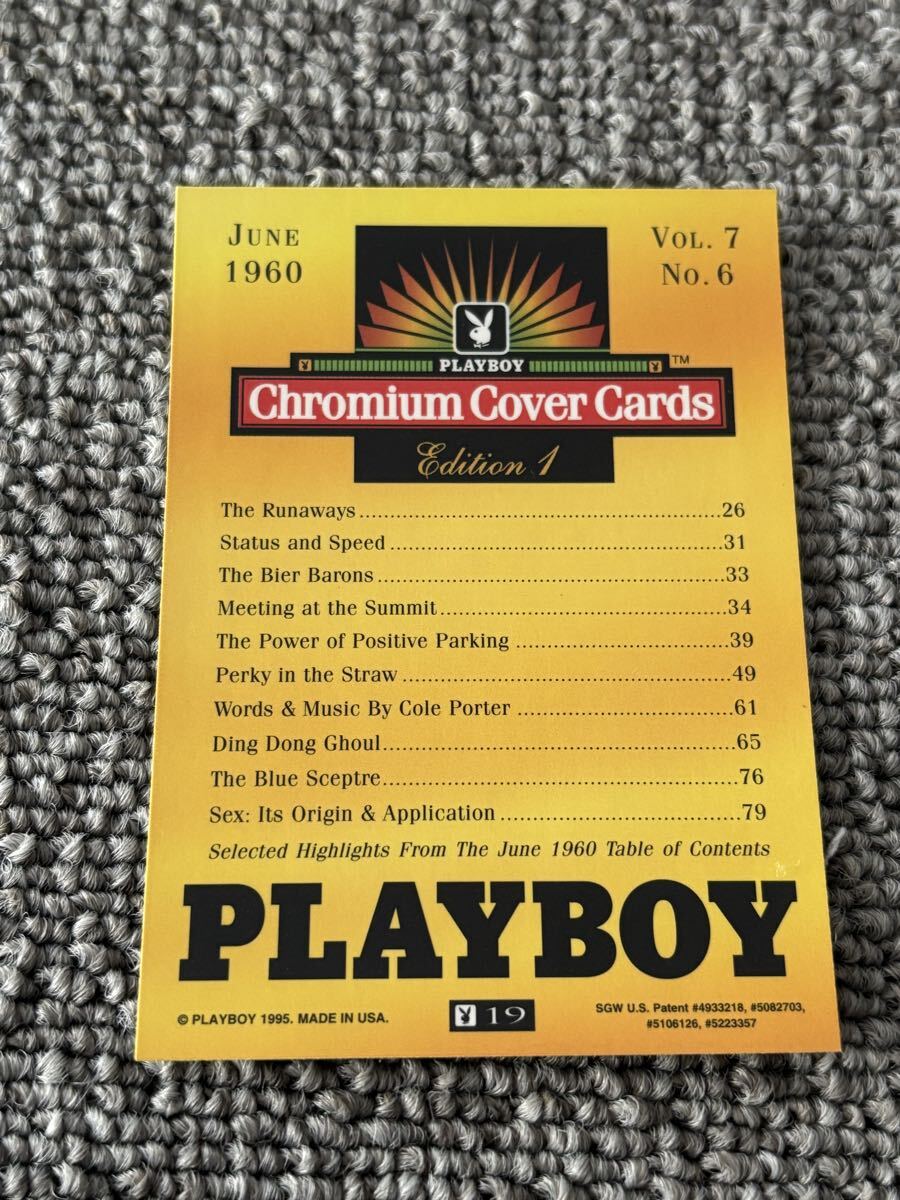 JUNE
1960
VOL. 7
NO. 6
PLAYBOY
Chromium Cover Cards™
Edition 1
The Runaways..........26
Status and Speed..........31
The Bier Barons..........33
Meeting at the Summit..........34
The Power of Positive Parking..........39
Perky in the Straw..........49
Words & Music By Cole Porter..........61
Ding Dong Ghoul..........65
The Blue Sceptre..........76
Sex: Its Origin & Application..........79
Selected Highlights From The June 1960 Table of Contents
PLAYBOY
© PLAYBOY 1995. MADE IN USA.
19
SGW U.S. Patent #4933218, #5082703,
#5106126, #5223357